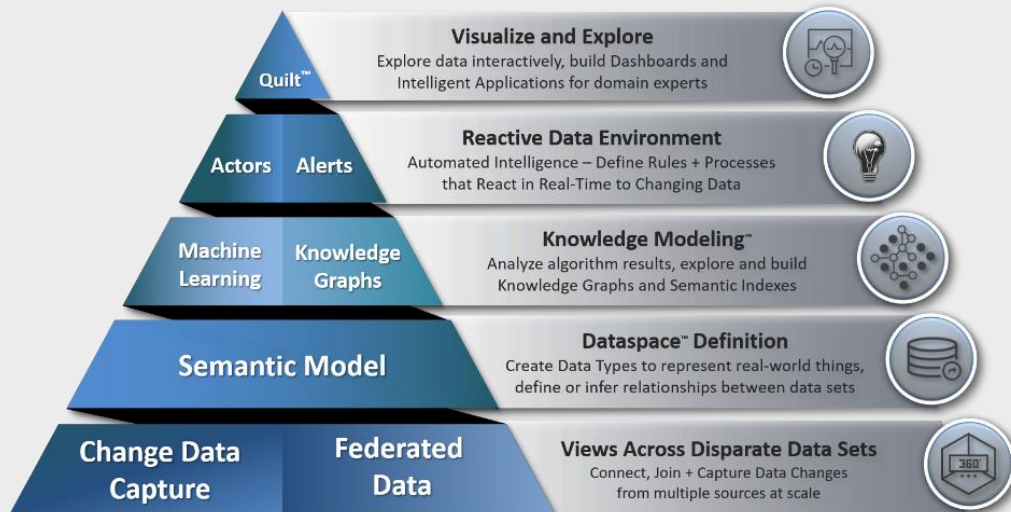 Quilt™
Visualize and Explore
Explore data interactively, build Dashboards and
Intelligent Applications for domain experts
Actors
Alerts
Reactive Data Environment
Automated Intelligence – Define Rules + Processes
that React in Real-Time to Changing Data
Machine
Learning
Knowledge
Graphs
Knowledge Modeling™
Analyze algorithm results, explore and build
Knowledge Graphs and Semantic Indexes
Semantic Model
Dataspace™ Definition
Create Data Types to represent real-world things,
define or infer relationships between data sets
Change Data
Capture
Federated
Data
Views Across Disparate Data Sets
Connect, Join + Capture Data Changes
from multiple sources at scale
360°